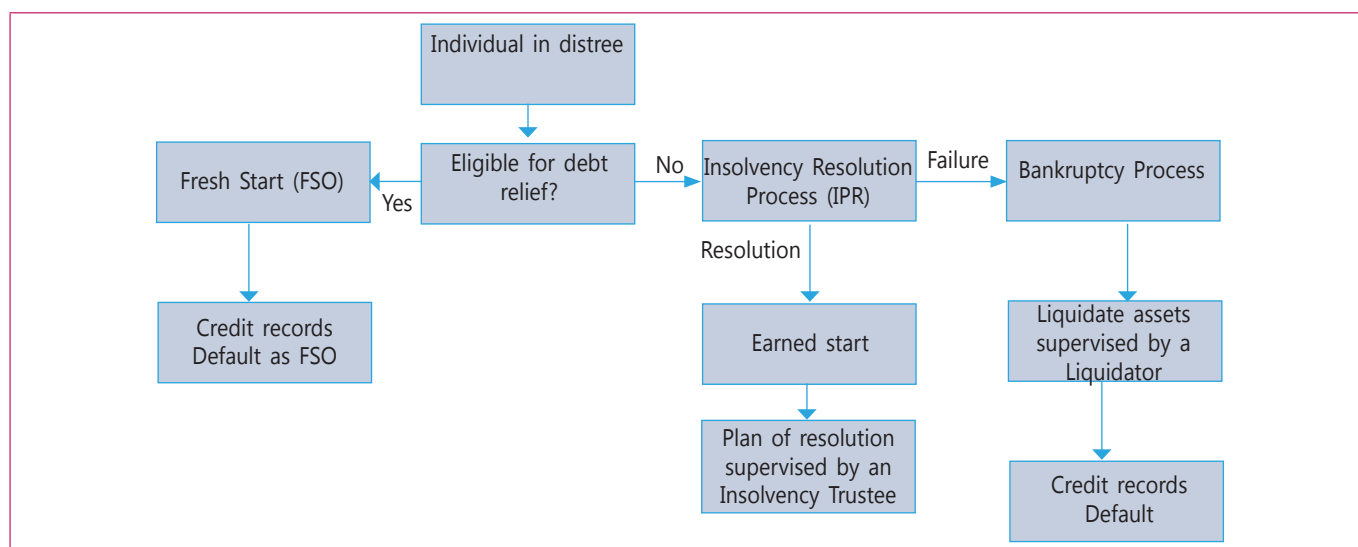 Individual in distree
Eligible for debt
relief?
Yes
Fresh Start (FSO)
Credit records
Default as FSO
No
Insolvency Resolution
Process (IPR)
Resolution
Earned start
Plan of resolution
supervised by an
Insolvency Trustee
Failure
Bankruptcy Process
Liquidate assets
supervised by a
Liquidator
Credit records
Default